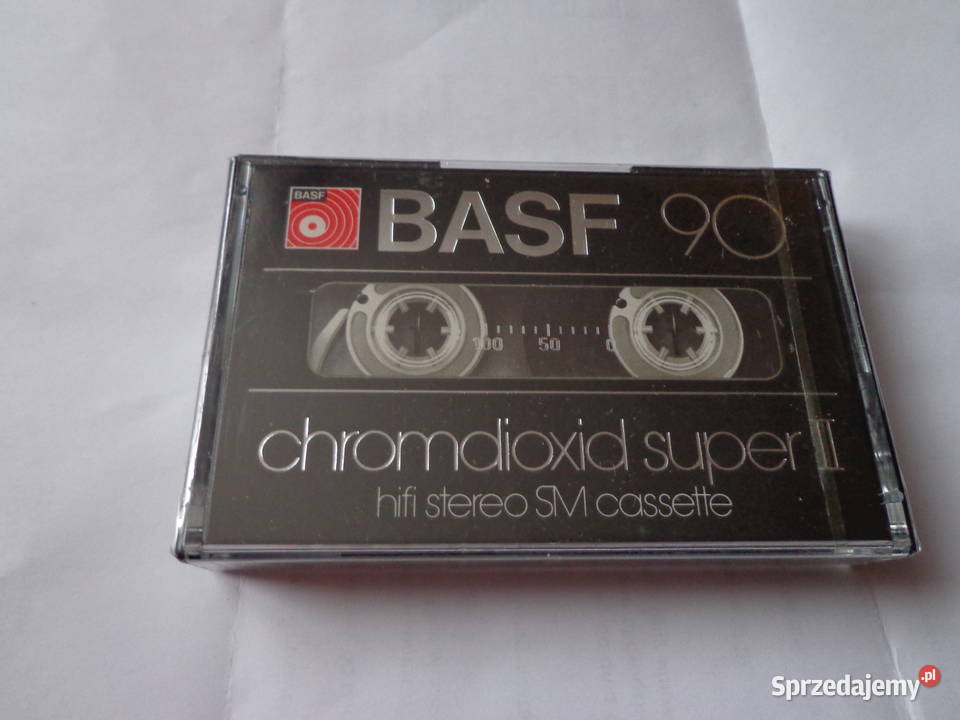 BASF
BASF 90
100 50 0
chromdioxid super II
hifi stereo SM cassette
Sprzedajemy.pl